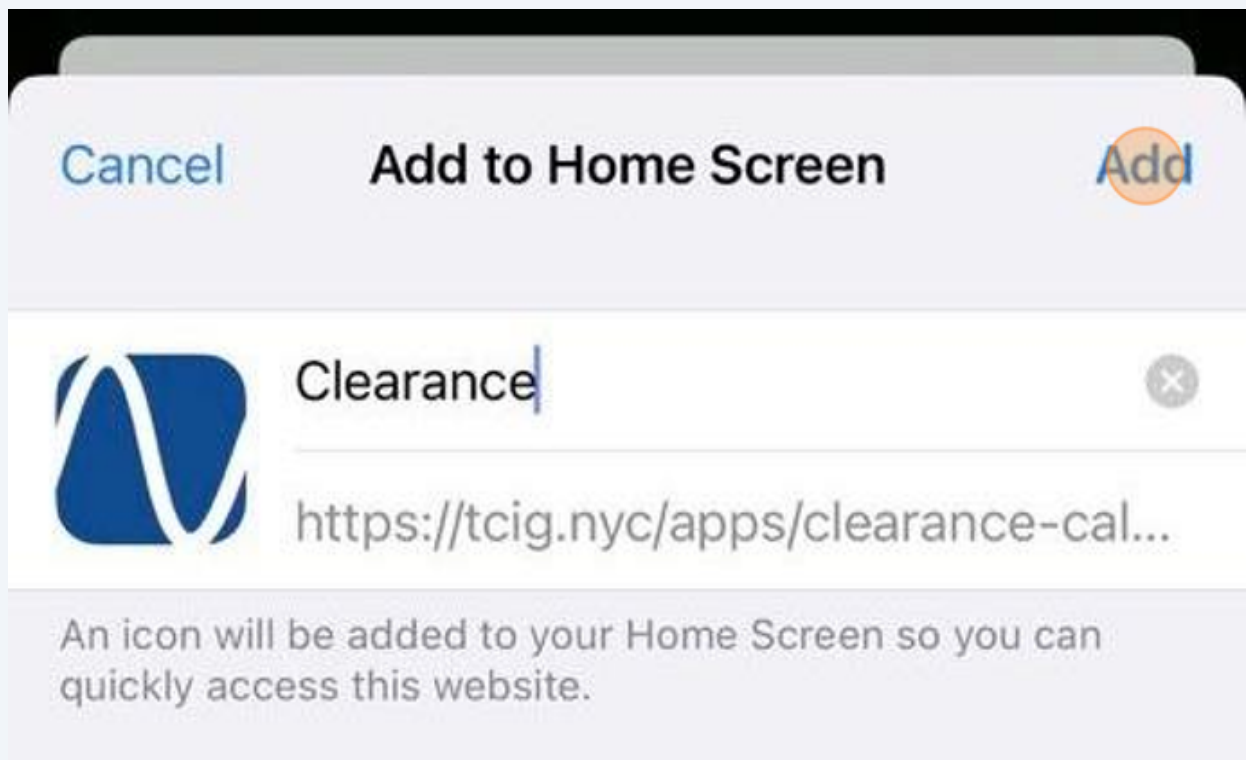 Cancel Add to Home Screen Add
Clearance
https://tcig.nyc/apps/clearance-cal...
An icon will be added to your Home Screen so you can
quickly access this website.